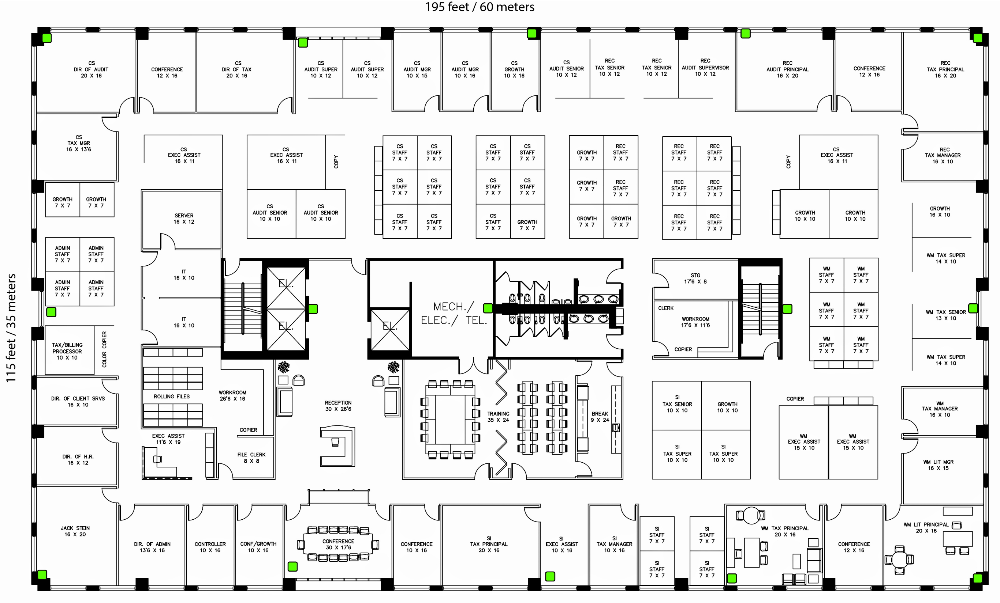 195 feet / 60 meters
115 feet / 35 meters
CS
DIR OF AUDIT
20 X 16
CONFERENCE
12 X 16
CS
DIR OF TAX
20 X 16
CS
AUDIT SUPER
10 X 12
CS
AUDIT SUPER
10 X 12
CS
AUDIT MGR
10 X 15
CS
AUDIT MGR
10 X 16
CS
GROWTH
10 X 16
CS
AUDIT SENIOR
10 X 12
REC
TAX SENIOR
10 X 12
REC
TAX SENIOR
10 X 12
REC
AUDIT SUPERVISOR
10 X 12
REC
AUDIT PRINCIPAL
16 X 20
CONFERENCE
12 X 16
REC
TAX PRINCIPAL
16 X 20
CS
TAX MGR
16 X 13'6
CS
EXEC ASSIST
16 X 11
CS
EXEC ASSIST
16 X 11
COPY
CS
STAFF
7 X 7
CS
STAFF
7 X 7
CS
STAFF
7 X 7
CS
STAFF
7 X 7
GROWTH
7 X 7
REC
STAFF
7 X 7
REC
STAFF
7 X 7
REC
STAFF
7 X 7
COPY
CS
EXEC ASSIST
16 X 11
REC
TAX MANAGER
16 X 10
CS
STAFF
7 X 7
CS
STAFF
7 X 7
CS
STAFF
7 X 7
CS
STAFF
7 X 7
GROWTH
7 X 7
REC
STAFF
7 X 7
REC
STAFF
7 X 7
REC
STAFF
7 X 7
GROWTH
7 X 7
GROWTH
7 X 7
SERVER
16 X 12
CS
AUDIT SENIOR
10 X 10
CS
AUDIT SENIOR
10 X 10
CS
STAFF
7 X 7
CS
STAFF
7 X 7
CS
STAFF
7 X 7
GROWTH
7 X 7
GROWTH
7 X 7
GROWTH
7 X 7
REC
STAFF
7 X 7
REC
STAFF
7 X 7
GROWTH
10 X 10
GROWTH
10 X 10
GROWTH
16 X 10
ADMIN
STAFF
7 X 7
ADMIN
STAFF
7 X 7
ADMIN
STAFF
7 X 7
ADMIN
STAFF
7 X 7
IT
16 X 10
IT
16 X 10
EL.
EL.
EL.
MECH./
ELEC./ TEL.
STG
17'6 X 8
CLERK
WORKROOM
17'6 X 11'6
COPIER
WM
STAFF
7 X 7
WM
STAFF
7 X 7
WM
STAFF
7 X 7
WM
STAFF
7 X 7
WM
STAFF
7 X 7
WM
STAFF
7 X 7
WM TAX SUPER
14 X 10
WM TAX SENIOR
13 X 10
WM TAX SUPER
14 X 10
TAX/BILLING
PROCESSOR
10 X 10
COLOR COPIER
DIR. OF CLIENT SRVS
16 X 10
ROLLING FILES
WORKROOM
26'6 X 16
COPIER
RECEPTION
30 X 26'6
TRAINING
35 X 24
BREAK
9 X 24
SI
TAX SENIOR
10 X 10
GROWTH
10 X 10
COPIER
WM
TAX MANAGER
16 X 10
DIR. OF H.R.
16 X 12
EXEC ASSIST
11'6 X 19
FILE CLERK
8 X 8
SI
TAX SUPER
10 X 10
SI
TAX SUPER
10 X 10
WM
EXEC ASSIST
15 X 10
WM
EXEC ASSIST
15 X 10
WM LIT MGR
16 X 15
JACK STEIN
16 X 20
DIR. OF ADMIN
13'6 X 16
CONTROLLER
10 X 16
CONF/GROWTH
10 X 16
CONFERENCE
30 X 17'6
CONFERENCE
10 X 16
SI
TAX PRINCIPAL
20 X 16
SI
EXEC ASSIST
10 X 16
SI
TAX MANAGER
10 X 16
SI
STAFF
7 X 7
SI
STAFF
7 X 7
SI
STAFF
7 X 7
SI
STAFF
7 X 7
WM TAX PRINCIPAL
20 X 16
CONFERENCE
12 X 16
WM LIT PRINCIPAL
20 X 16